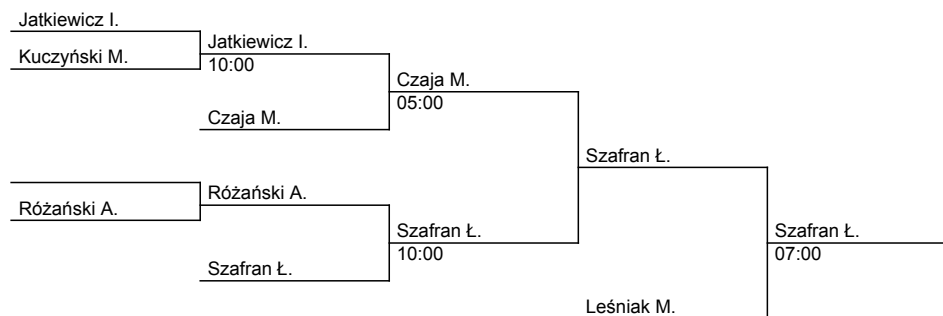 Jatkiewicz I.
Kuczyński M.
Jatkiewicz I.
10:00
Czaja M.
Czaja M.
05:00
Szafran Ł.
Różański A.
Różański A.
Szafran Ł.
Szafran Ł.
10:00
Szafran Ł.
07:00
Leśniak M.